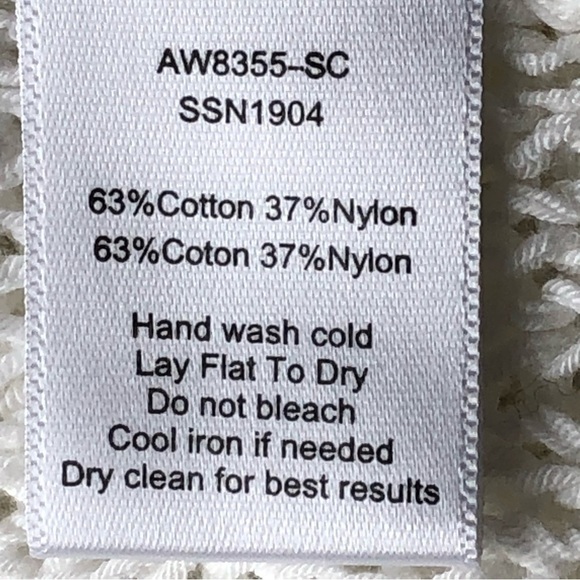 AW8355-SC
SSN1904
63%Cotton 37%Nylon
63%Coton 37%Nylon
Hand wash cold
Lay Flat To Dry
Do not bleach
Cool iron if needed
Dry clean for best results